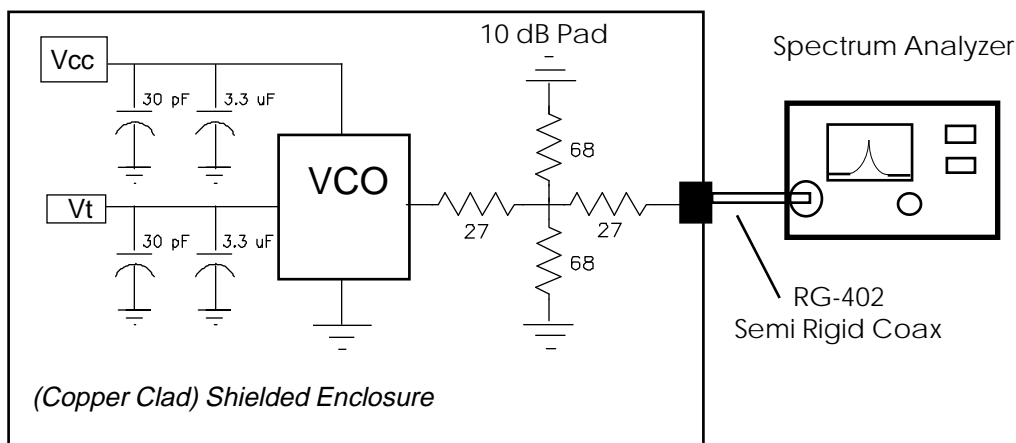 10 dB Pad
Spectrum Analyzer
Vcc
30 pF
3.3 uF
68
VCO
Vt
27
27
30 pF
3.3 uF
68
RG-402
Semi Rigid Coax
(Copper Clad) Shielded Enclosure